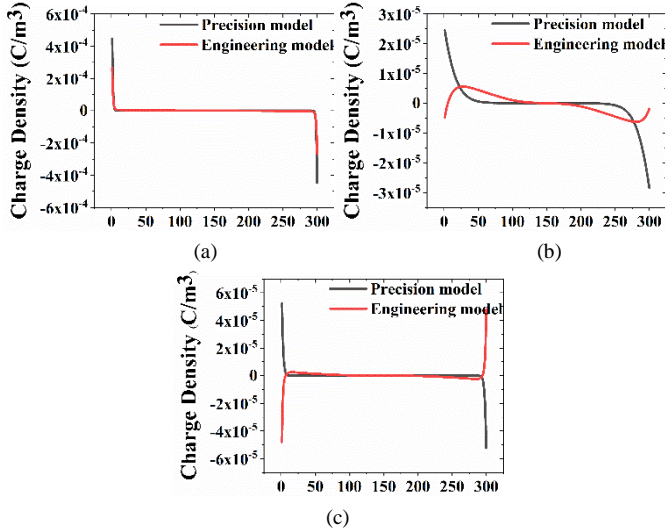 6x10⁻⁴
4x10⁻⁴
2x10⁻⁴
0
-2x10⁻⁴
-4x10⁻⁴
-6x10⁻⁴
Charge Density (C/m3)
Precision model
Engineering model
0 50 100 150 200 250 300
(a)
3x10⁻⁵
2x10⁻⁵
1x10⁻⁵
0
-1x10⁻⁵
-2x10⁻⁵
-3x10⁻⁵
Charge Density (C/m3)
Precision model
Engineering model
0 50 100 150 200 250 300
(b)
6x10⁻⁵
4x10⁻⁵
2x10⁻⁵
0
-2x10⁻⁵
-4x10⁻⁵
-6x10⁻⁵
Charge Density (C/m3)
Precision model
Engineering model
0 50 100 150 200 250 300
(c)